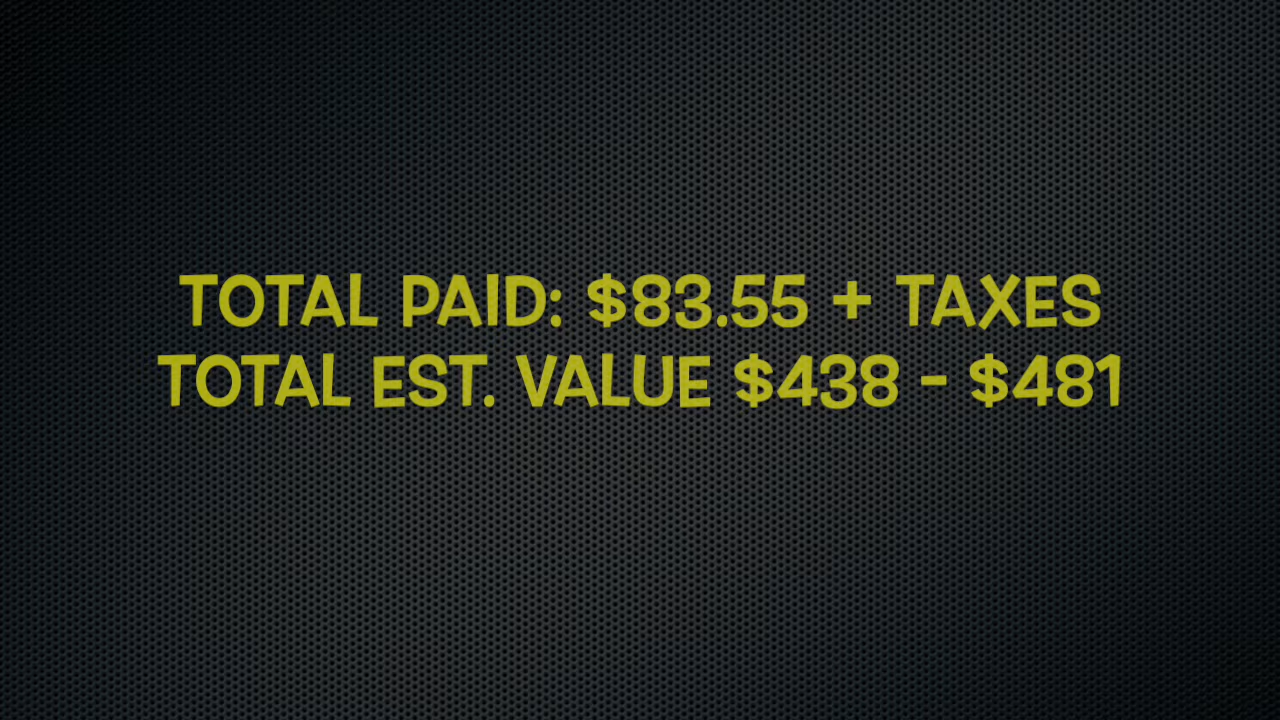 TOTAL PAID: $83.55 + TAXES
TOTAL EST. VALUE $438 - $481